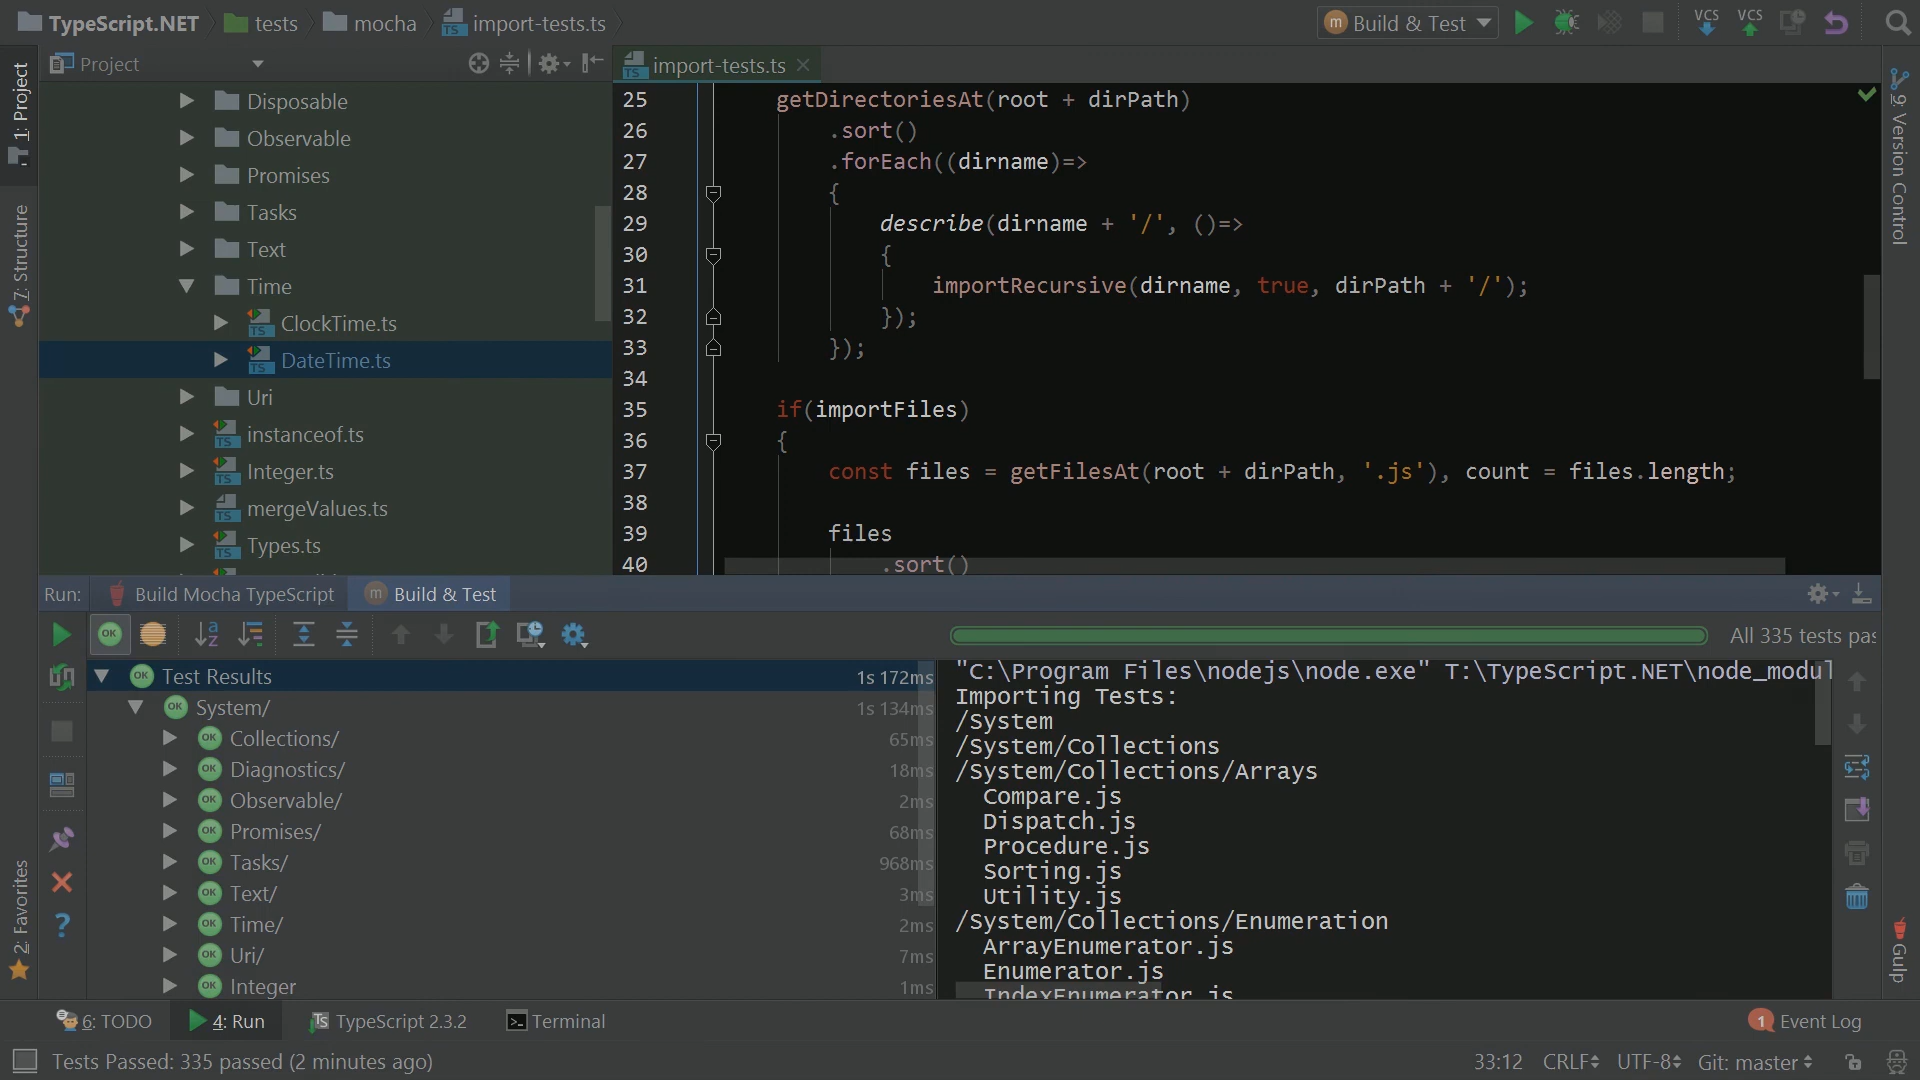 TypeScript.NET tests mocha import-tests.ts
Build & Test
VCS VCS
1: Project
7: Structure
2: Favorites
Project
Disposable
Observable
Promises
Tasks
Text
Time
ClockTime.ts
DateTime.ts
Uri
instanceof.ts
Integer.ts
mergeValues.ts
Types.ts
import-tests.ts
25 getDirectoriesAt(root + dirPath)
26 .sort()
27 .forEach((dirname)=>
28 {
29 describe(dirname + '/', ()=>
30 {
31 importRecursive(dirname, true, dirPath + '/');
32 });
33 });
34
35 if(importFiles)
36 {
37 const files = getFilesAt(root + dirPath, '.js'), count = files.length;
38
39 files
40 .sort()
9: Version Control
Gulp
Run: Build Mocha TypeScript Build & Test
All 335 tests pas
Test Results 1s 172ms
System/ 1s 134ms
Collections/ 65ms
Diagnostics/ 18ms
Observable/ 2ms
Promises/ 68ms
Tasks/ 968ms
Text/ 3ms
Time/ 2ms
Uri/ 7ms
Integer 1ms
"C:\Program Files\nodejs\node.exe" T:\TypeScript.NET\node_modul
Importing Tests:
/System
/System/Collections
/System/Collections/Arrays
Compare.js
Dispatch.js
Procedure.js
Sorting.js
Utility.js
/System/Collections/Enumeration
ArrayEnumerator.js
Enumerator.js
IndexEnumerator.js
6: TODO 4: Run TypeScript 2.3.2 Terminal 1 Event Log
Tests Passed: 335 passed (2 minutes ago) 33:12 CRLF UTF-8 Git: master